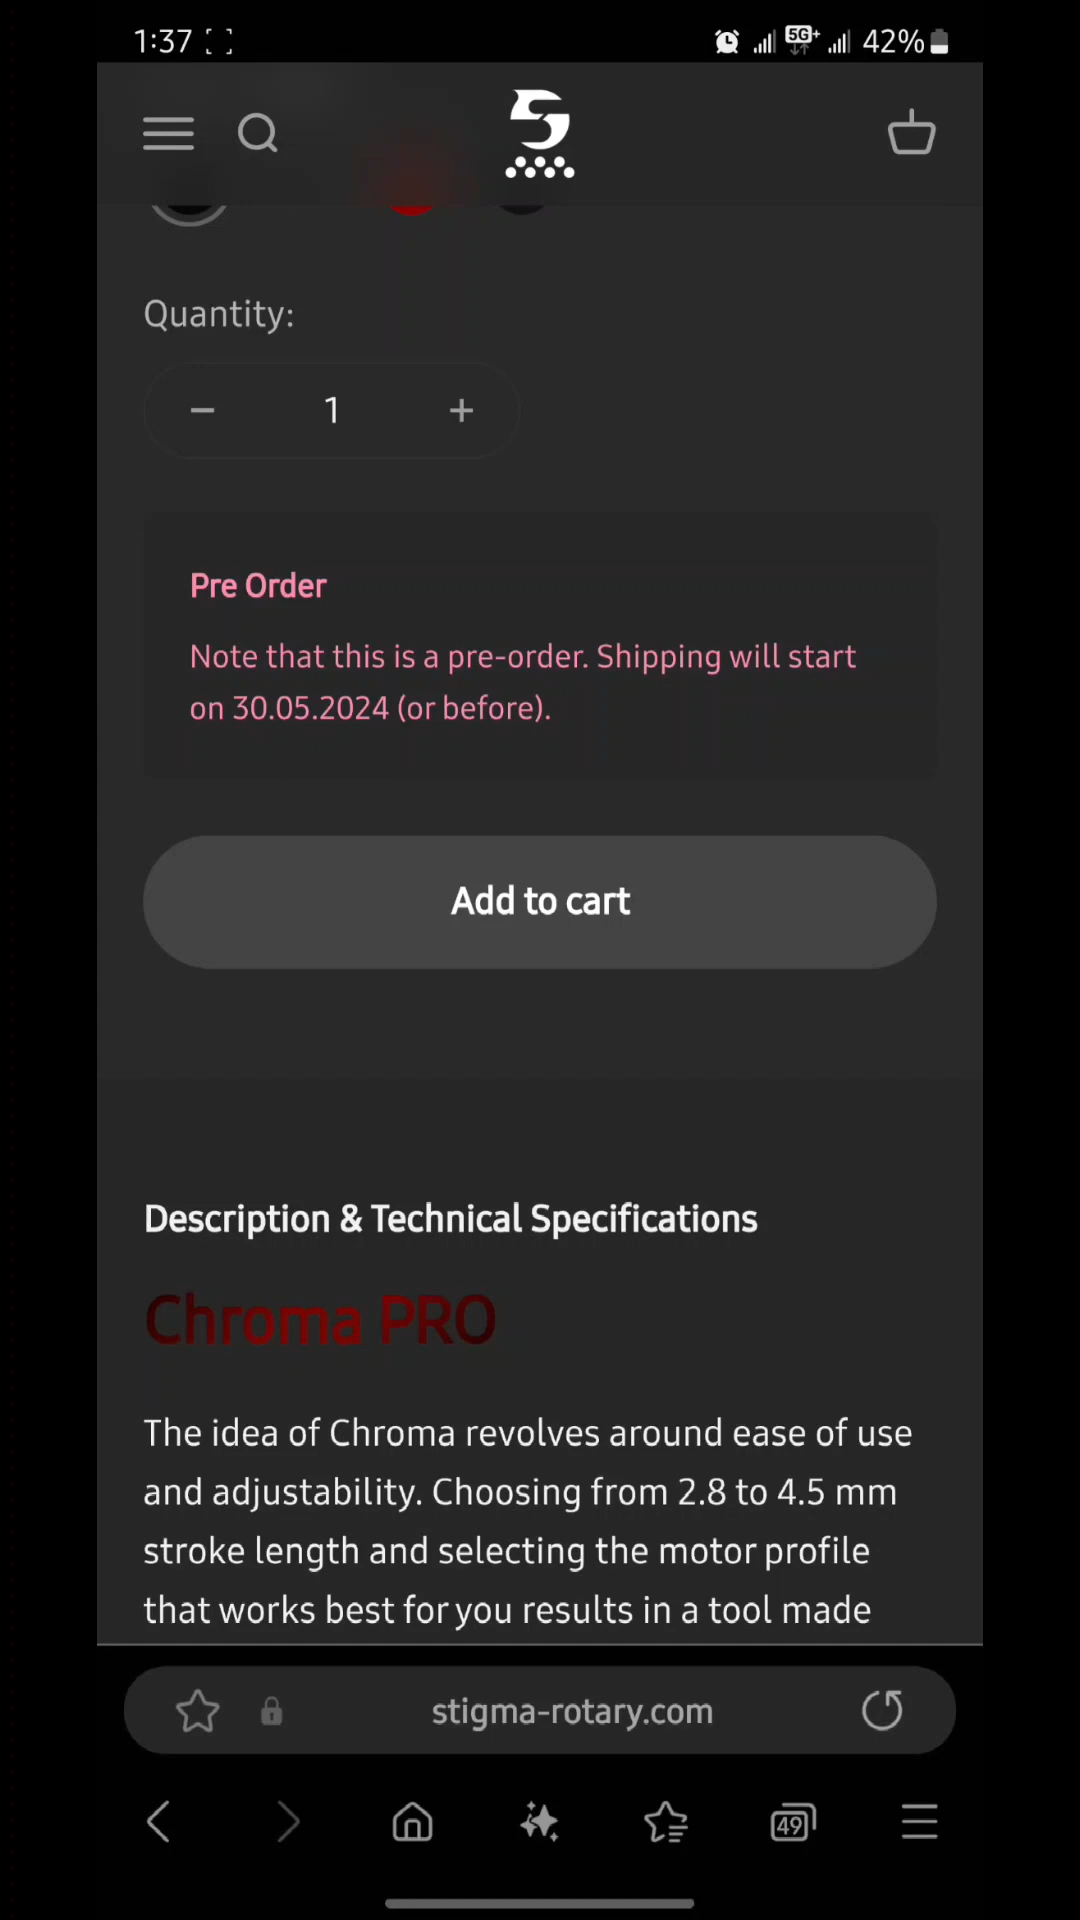 1:37
5G+ 42%
Quantity:
− 1 +
Pre Order
Note that this is a pre-order. Shipping will start
on 30.05.2024 (or before).
Add to cart
Description & Technical Specifications
Chroma PRO
The idea of Chroma revolves around ease of use
and adjustability. Choosing from 2.8 to 4.5 mm
stroke length and selecting the motor profile
that works best for you results in a tool made
stigma-rotary.com
49